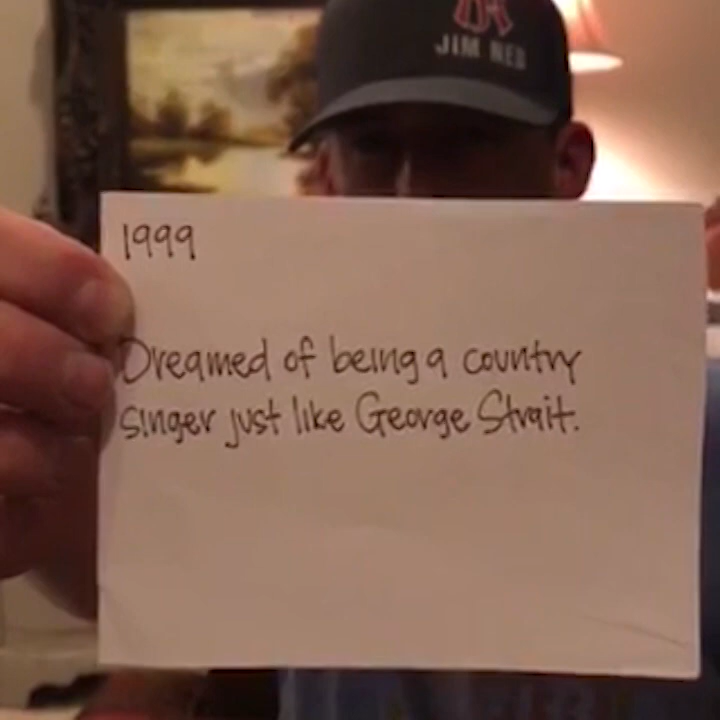 JIM NED
1999
Dreamed of being a country
singer just like George Strait.